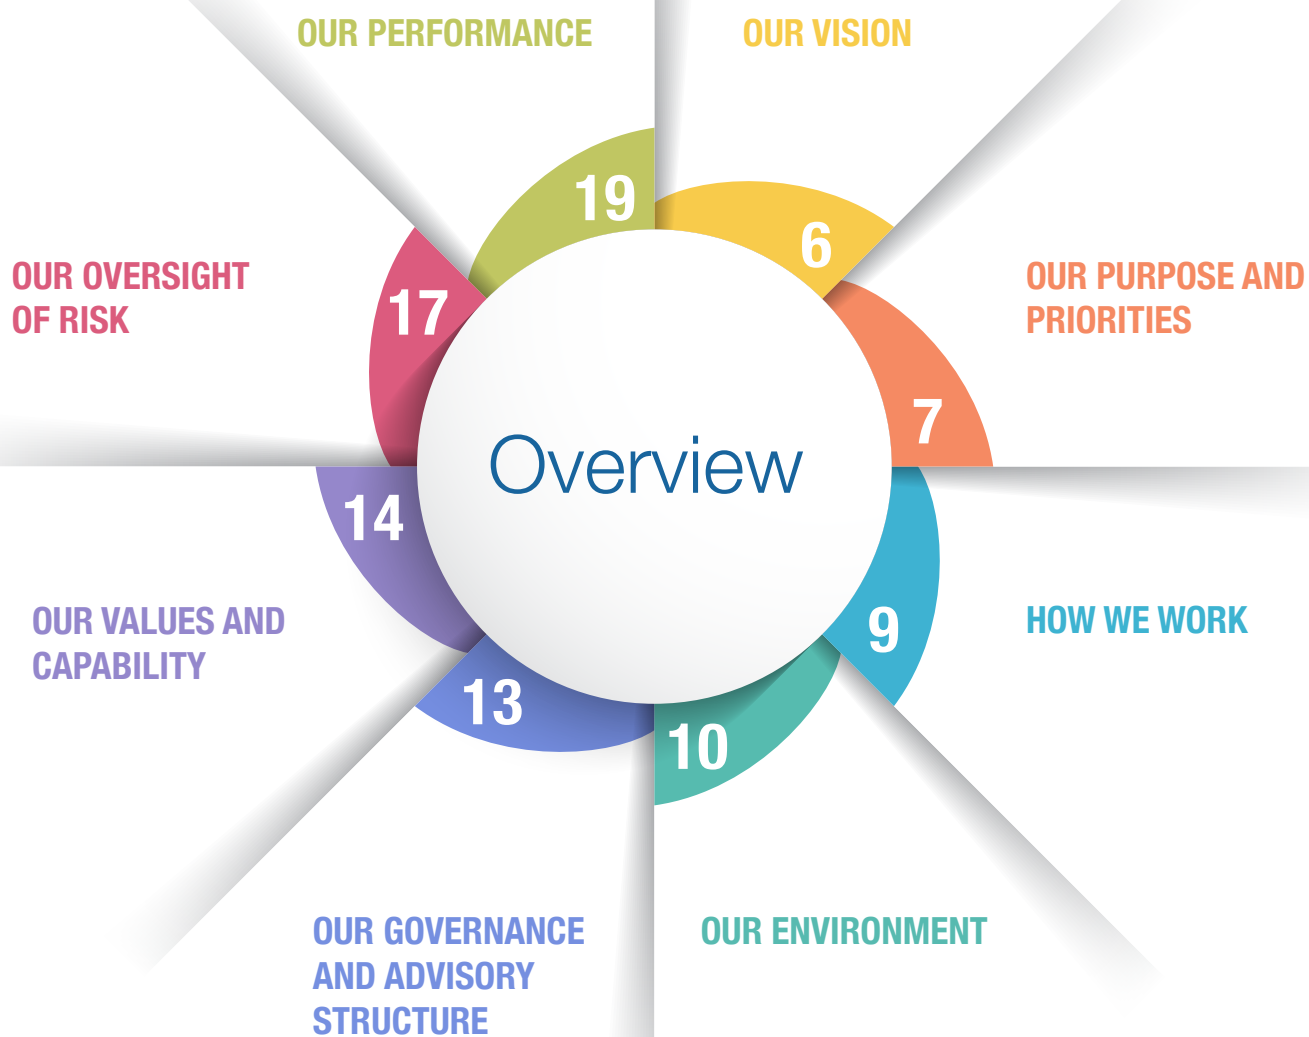 OUR PERFORMANCE
OUR VISION
19
6
OUR OVERSIGHT
OF RISK
17
OUR PURPOSE AND
PRIORITIES
7
Overview
14
9
OUR VALUES AND
CAPABILITY
HOW WE WORK
13
10
OUR GOVERNANCE
AND ADVISORY
STRUCTURE
OUR ENVIRONMENT